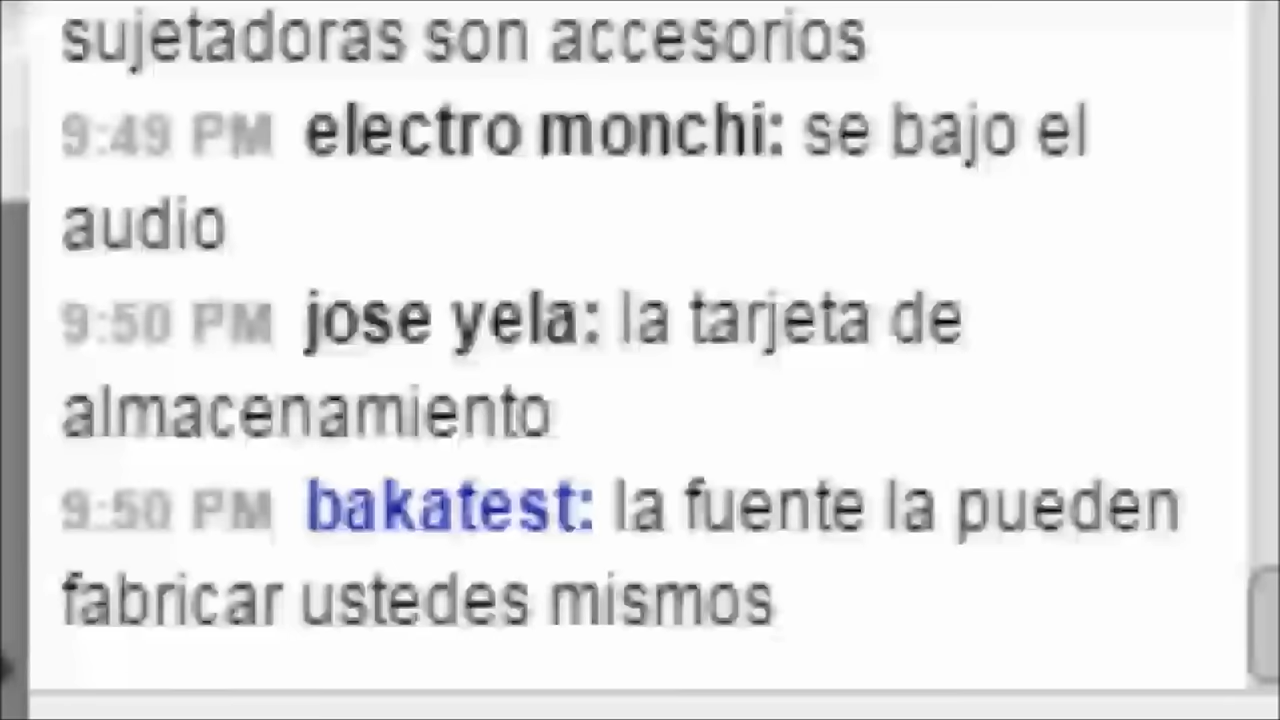 sujetadoras son accesorios
9:49 PM electro monchi: se bajo el
audio
9:50 PM jose yela: la tarjeta de
almacenamiento
9:50 PM bakatest: la fuente la pueden
fabricar ustedes mismos